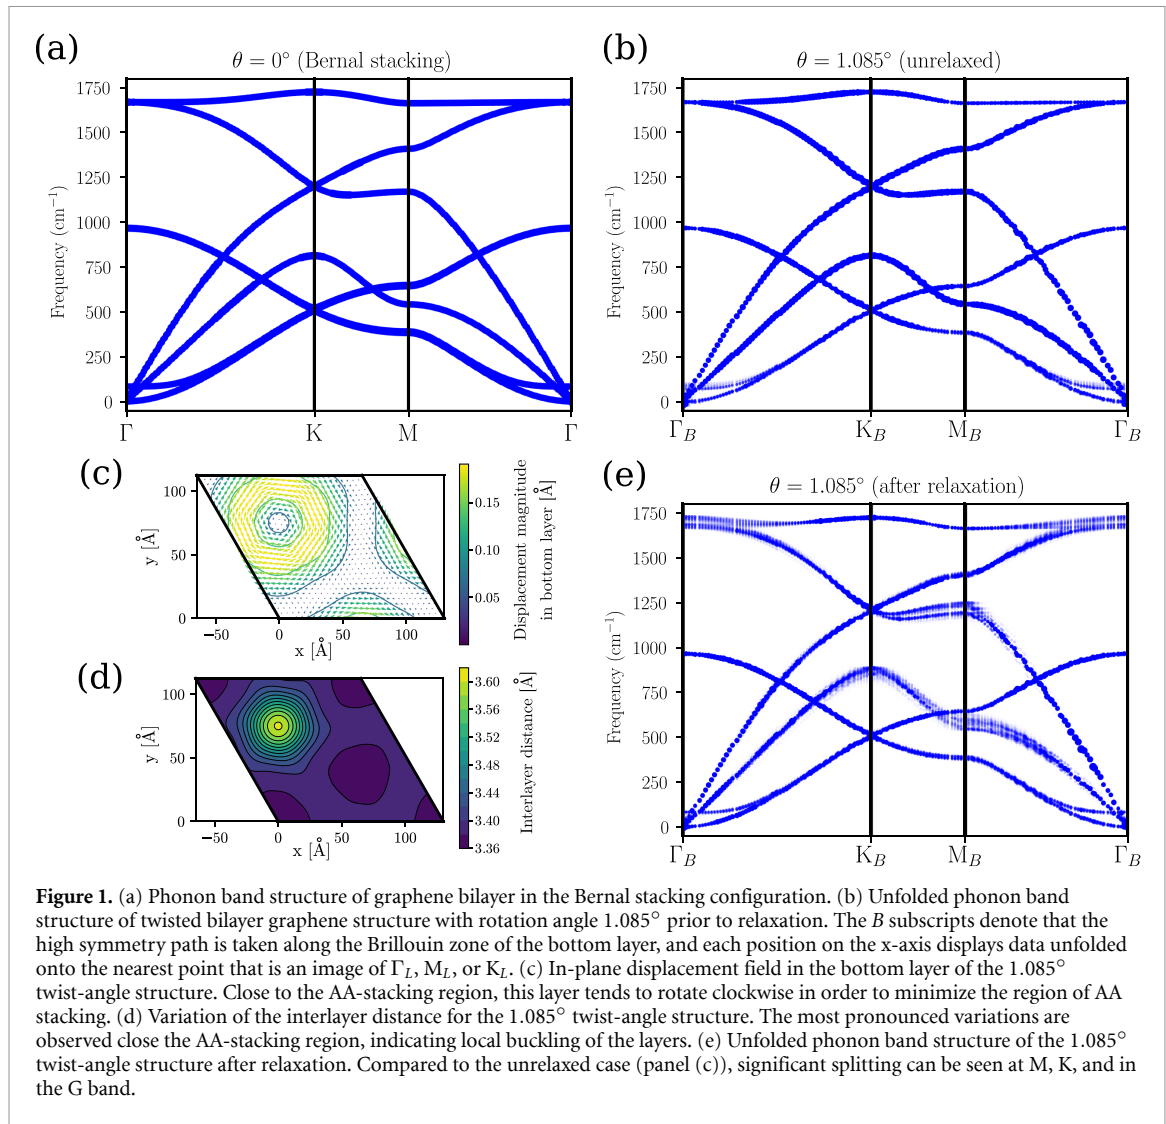 (a)
θ = 0° (Bernal stacking)
1750
1500
1250
1000
750
500
250
0
Frequency (cm⁻¹)
Γ K M Γ
(b)
θ = 1.085° (unrelaxed)
1750
1500
1250
1000
750
500
250
0
Frequency (cm⁻¹)
Γ_B K_B M_B Γ_B
(c)
100
50
0
y [Å]
−50 0 50 100
x [Å]
0.15
0.10
0.05
Displacement magnitude
in bottom layer [Å]
(d)
100
50
0
y [Å]
−50 0 50 100
x [Å]
3.60
3.56
3.52
3.48
3.44
3.40
3.36
Interlayer distance [Å]
(e)
θ = 1.085° (after relaxation)
1750
1500
1250
1000
750
500
250
0
Frequency (cm⁻¹)
Γ_B K_B M_B Γ_B
Figure 1. (a) Phonon band structure of graphene bilayer in the Bernal stacking configuration. (b) Unfolded phonon band
structure of twisted bilayer graphene structure with rotation angle 1.085° prior to relaxation. The B subscripts denote that the
high symmetry path is taken along the Brillouin zone of the bottom layer, and each position on the x-axis displays data unfolded
onto the nearest point that is an image of Γ_L, M_L, or K_L. (c) In-plane displacement field in the bottom layer of the 1.085°
twist-angle structure. Close to the AA-stacking region, this layer tends to rotate clockwise in order to minimize the region of AA
stacking. (d) Variation of the interlayer distance for the 1.085° twist-angle structure. The most pronounced variations are
observed close the AA-stacking region, indicating local buckling of the layers. (e) Unfolded phonon band structure of the 1.085°
twist-angle structure after relaxation. Compared to the unrelaxed case (panel (c)), significant splitting can be seen at M, K, and in
the G band.